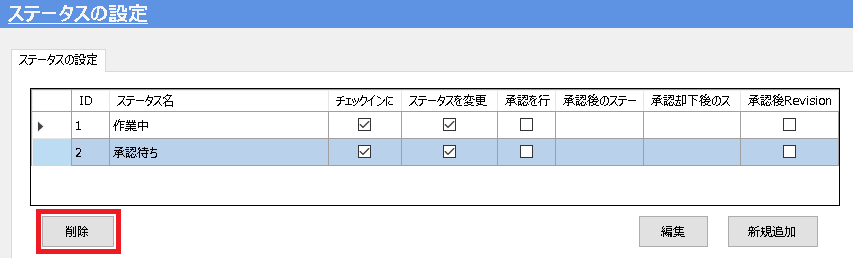 ステータスの設定
ステータスの設定
ID ステータス名 チェックインに ステータスを変更 承認を行 承認後のステー 承認却下後のス 承認後Revision
1 作業中
2 承認待ち
削除 編集 新規追加